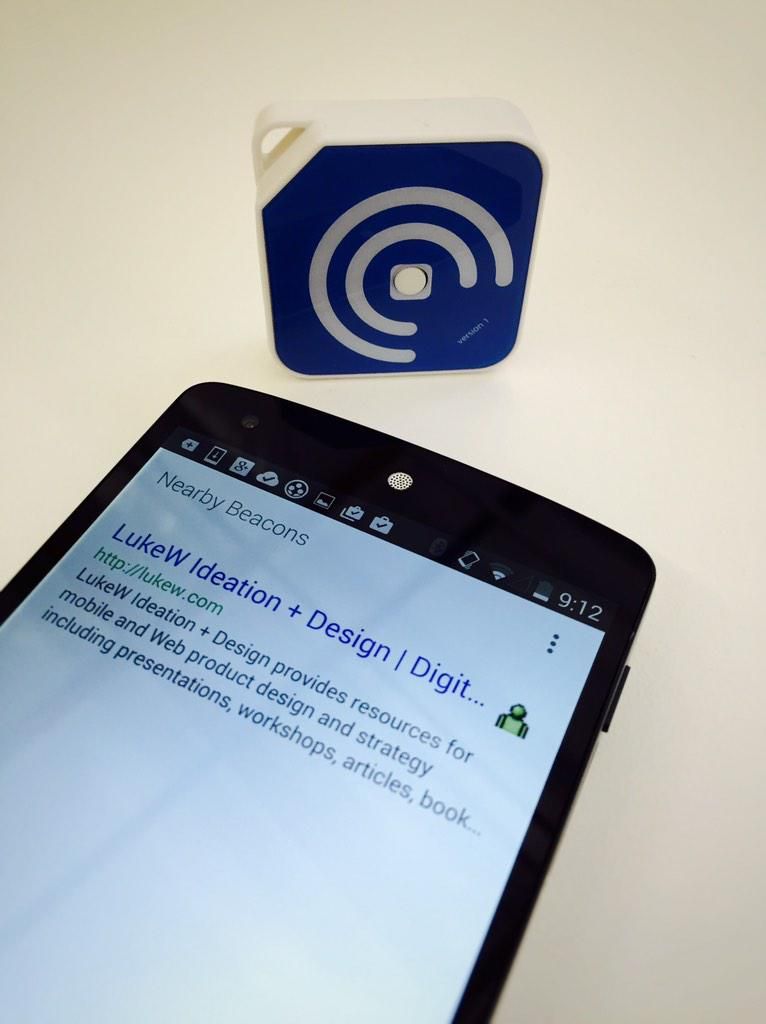 version 1
9:12
Nearby Beacons
LukeW Ideation + Design | Digit...
http://lukew.com
LukeW Ideation + Design provides resources for
mobile and Web product design and strategy
including presentations, workshops, articles, book...